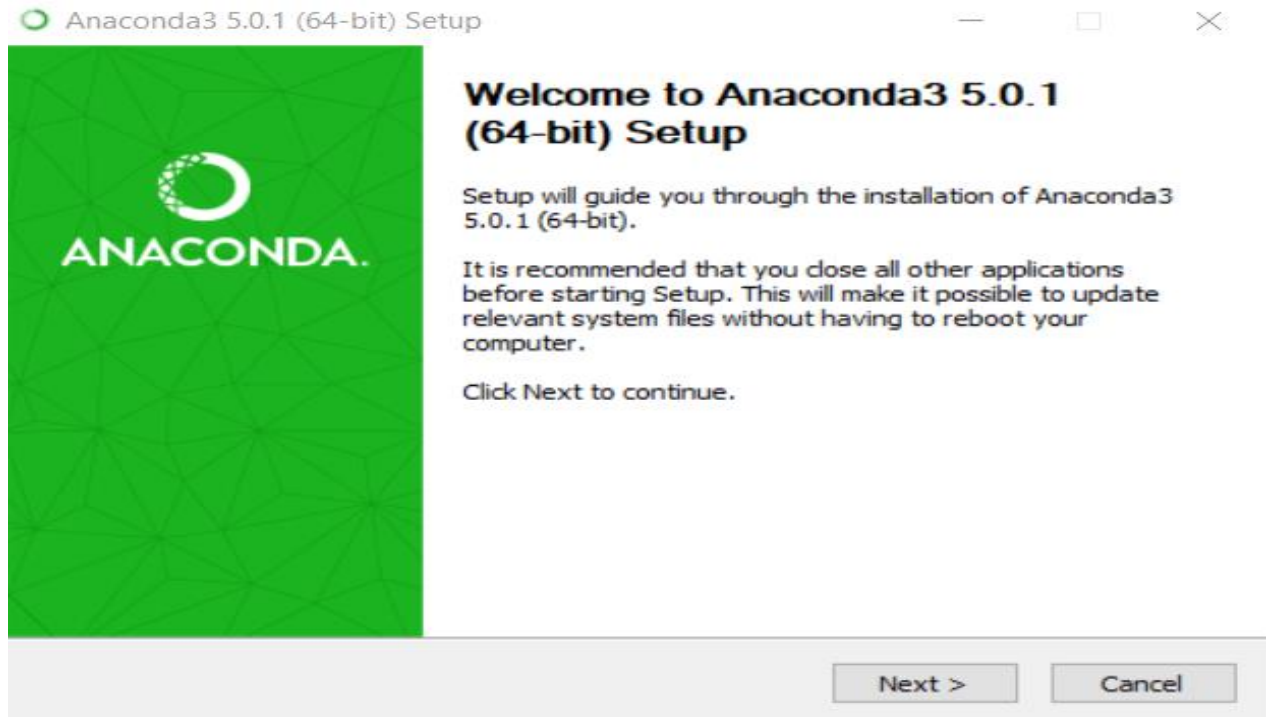 Anaconda3 5.0.1 (64-bit) Setup
Welcome to Anaconda3 5.0.1
(64-bit) Setup
ANACONDA.
Setup will guide you through the installation of Anaconda3
5.0.1 (64-bit).
It is recommended that you close all other applications
before starting Setup. This will make it possible to update
relevant system files without having to reboot your
computer.
Click Next to continue.
Next >
Cancel